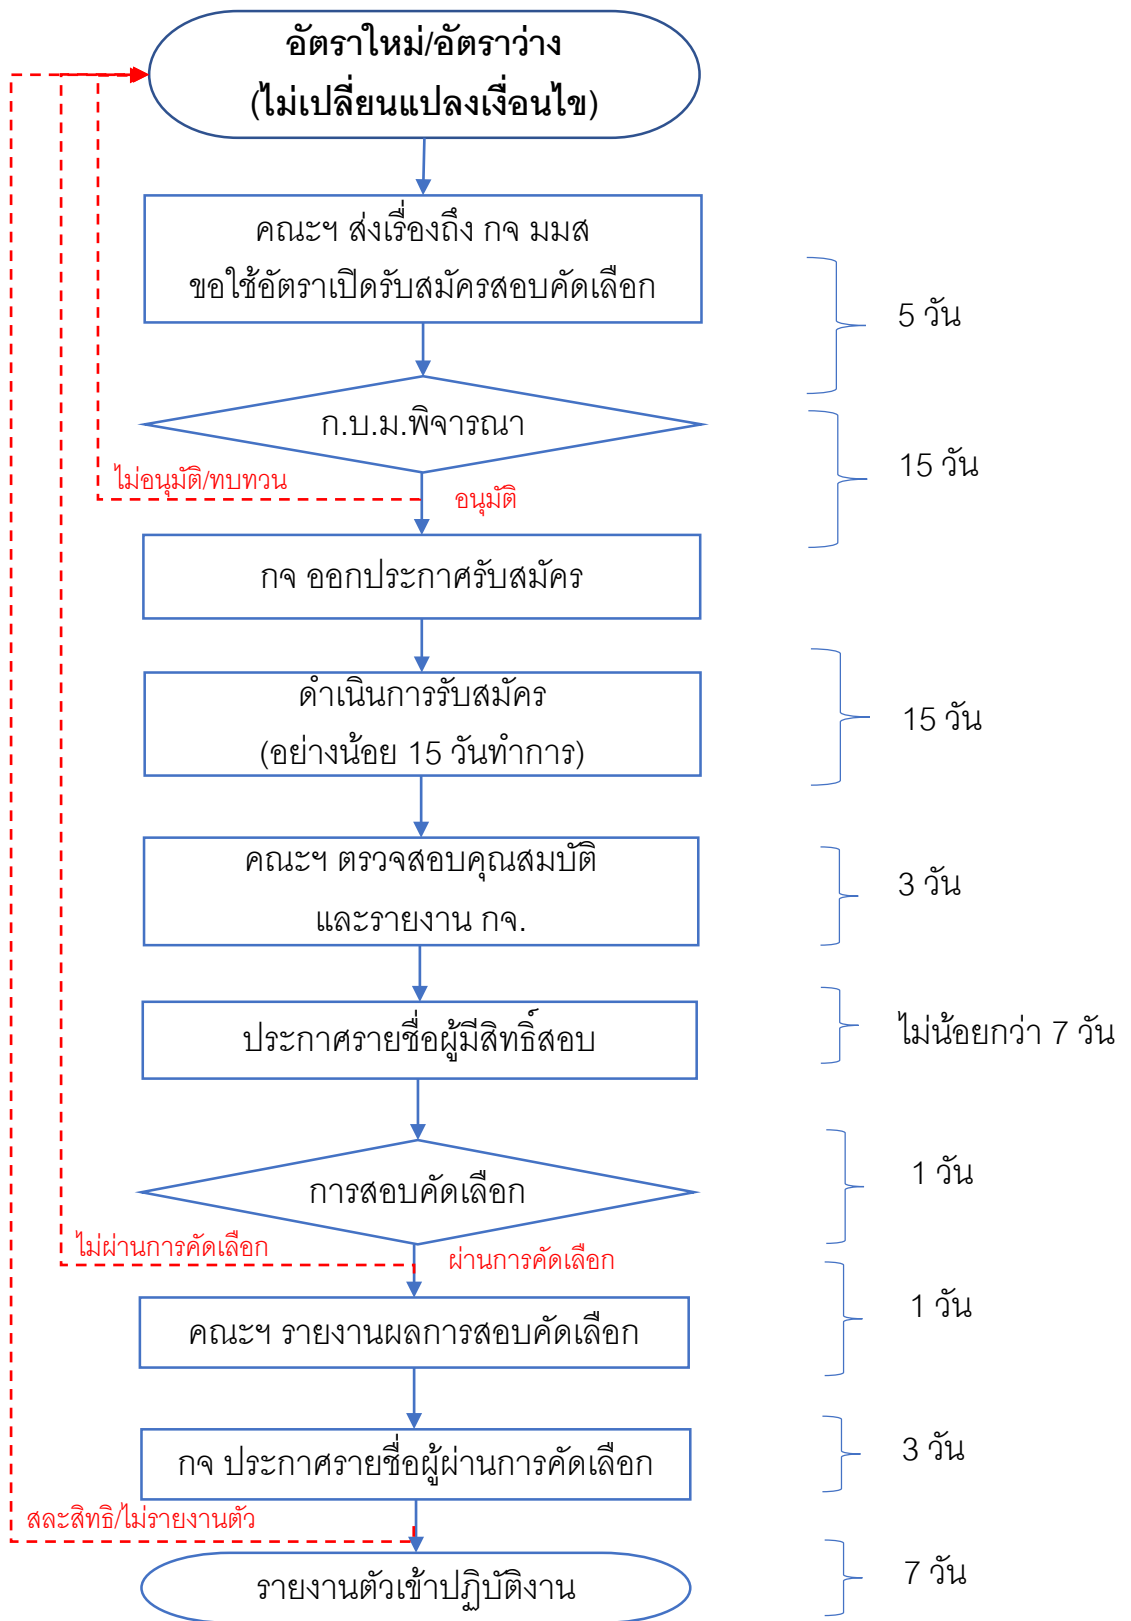 อัตราใหม่/อัตราว่าง
(ไม่เปลี่ยนแปลงเงื่อนไข)
คณะฯ ส่งเรื่องถึง กจ มมส
ขอใช้อัตราเปิดรับสมัครสอบคัดเลือก
5 วัน
ก.บ.ม.พิจารณา
15 วัน
ไม่อนุมัติ/ทบทวน
อนุมัติ
กจ ออกประกาศรับสมัคร
ดำเนินการรับสมัคร
(อย่างน้อย 15 วันทำการ)
15 วัน
คณะฯ ตรวจสอบคุณสมบัติ
และรายงาน กจ.
3 วัน
ประกาศรายชื่อผู้มีสิทธิ์สอบ
ไม่น้อยกว่า 7 วัน
การสอบคัดเลือก
1 วัน
ไม่ผ่านการคัดเลือก
ผ่านการคัดเลือก
คณะฯ รายงานผลการสอบคัดเลือก
1 วัน
กจ ประกาศรายชื่อผู้ผ่านการคัดเลือก
3 วัน
สละสิทธิ/ไม่รายงานตัว
รายงานตัวเข้าปฏิบัติงาน
7 วัน